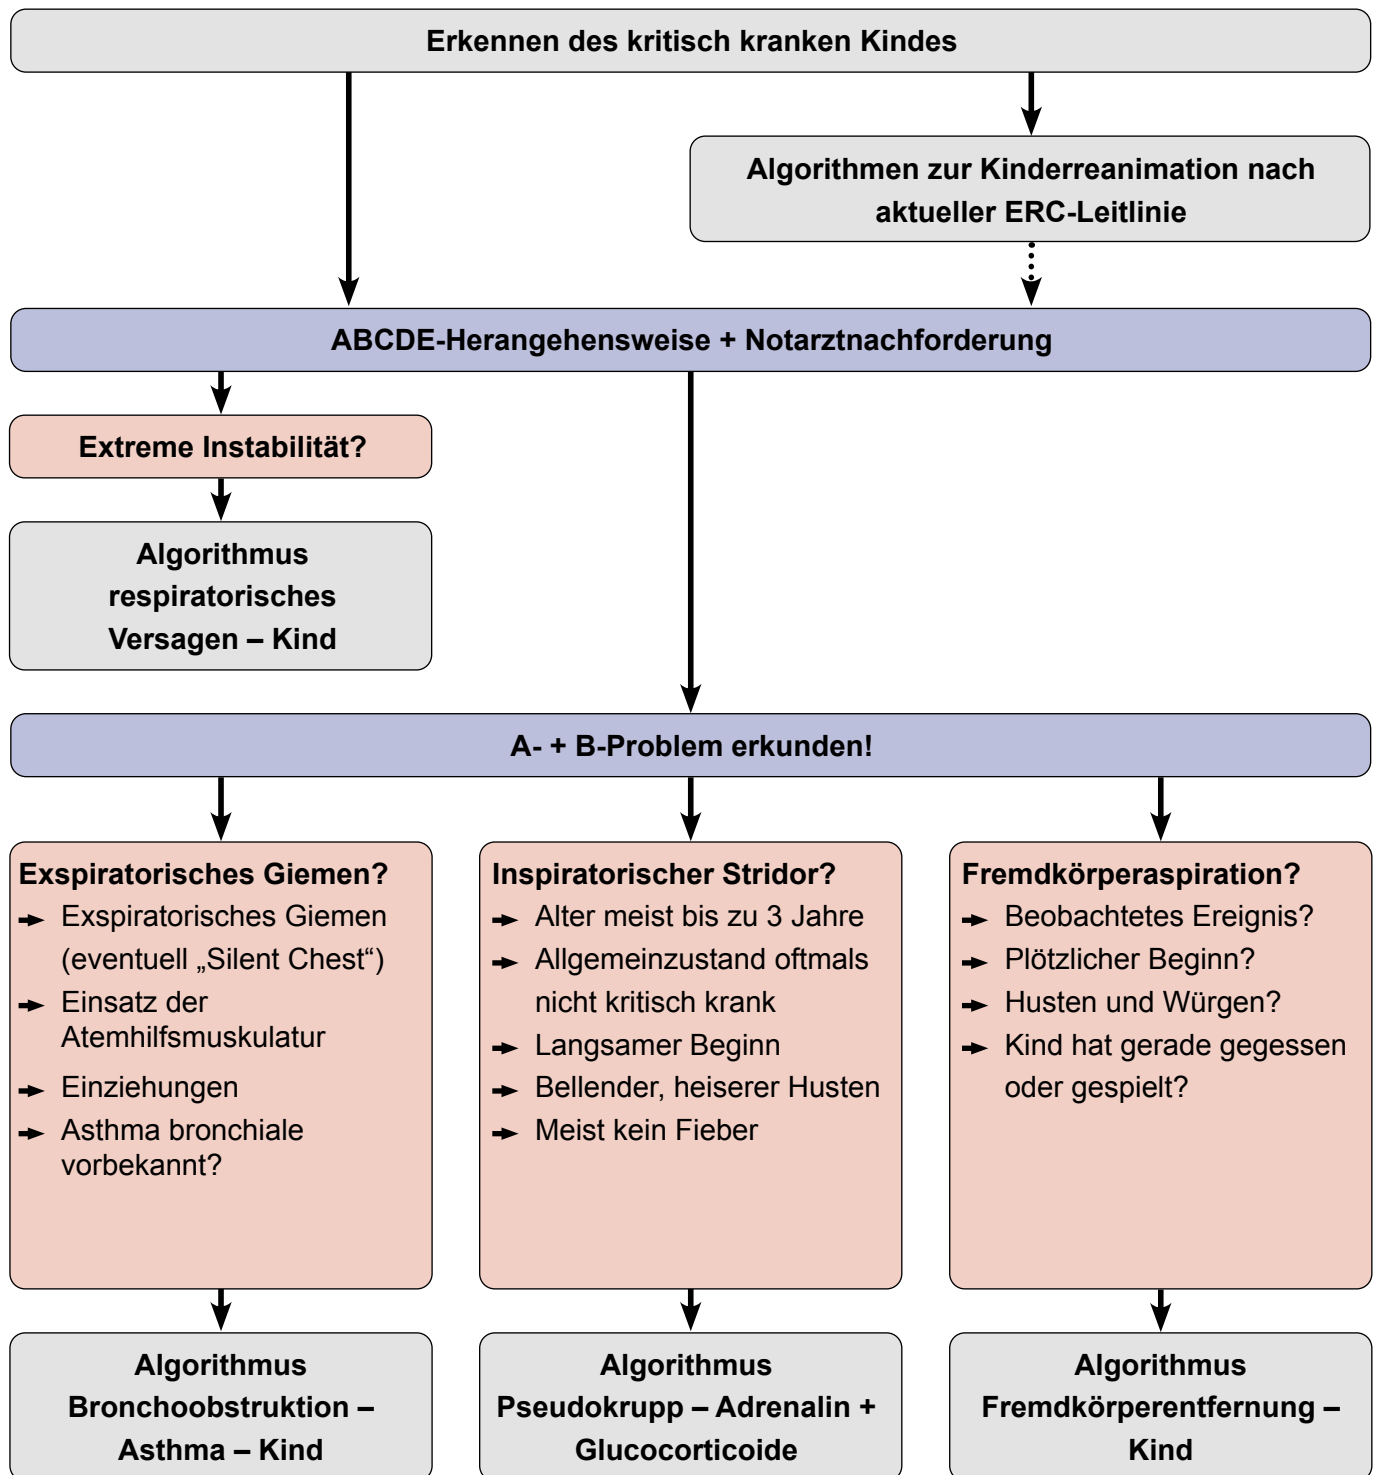 Erkennen des kritisch kranken Kindes
Algorithmen zur Kinderreanimation nach
aktueller ERC-Leitlinie
ABCDE-Herangehensweise + Notarztnachforderung
Extreme Instabilität?
Algorithmus
respiratorisches
Versagen – Kind
A- + B-Problem erkunden!
Exspiratorisches Giemen?
Exspiratorisches Giemen
(eventuell „Silent Chest“)
Einsatz der
Atemhilfsmuskulatur
Einziehungen
Asthma bronchiale
vorbekannt?
Inspiratorischer Stridor?
Alter meist bis zu 3 Jahre
Allgemeinzustand oftmals
nicht kritisch krank
Langsamer Beginn
Bellender, heiserer Husten
Meist kein Fieber
Fremdkörperaspiration?
Beobachtetes Ereignis?
Plötzlicher Beginn?
Husten und Würgen?
Kind hat gerade gegessen
oder gespielt?
Algorithmus
Bronchoobstruktion –
Asthma – Kind
Algorithmus
Pseudokrupp – Adrenalin +
Glucocorticoide
Algorithmus
Fremdkörperentfernung –
Kind